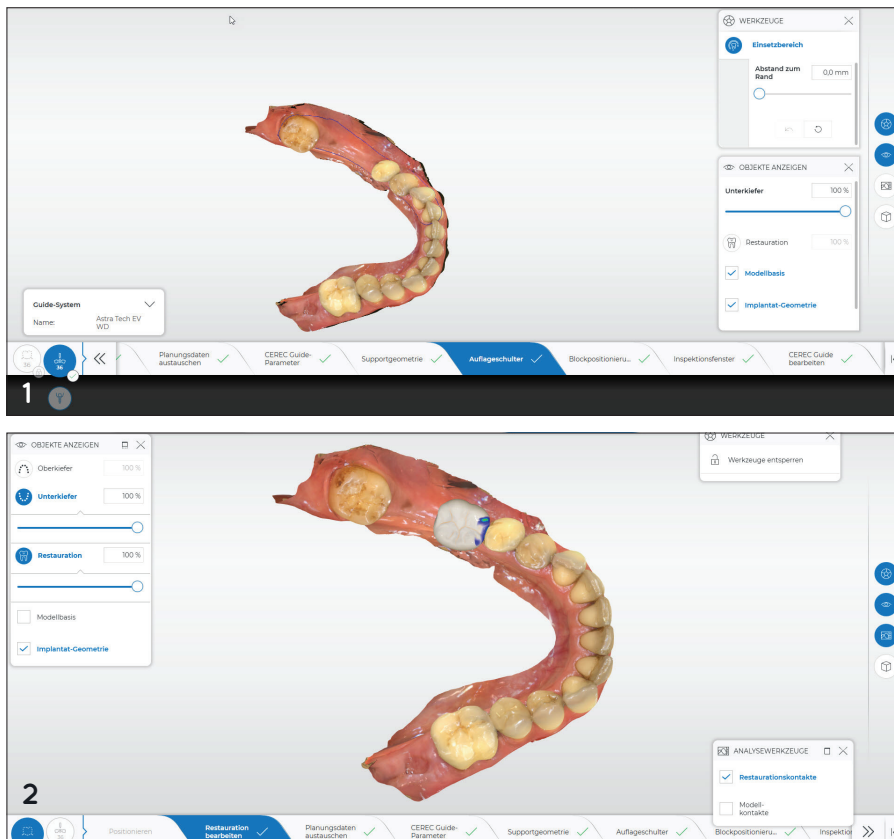 WERKZEUGE
Einsetzbereich
Abstand zum
Rand
0,0 mm
OBJEKTE ANZEIGEN
Unterkiefer
100 %
Restauration
100 %
Modellbasis
Implantat-Geometrie
Guide-System
Name:
Astra Tech EV
WD
36
36
Planungsdaten
austauschen
CEREC Guide-
Parameter
Supportgeometrie
Auflageschulter
Blockpositionieru...
Inspektionsfenster
CEREC Guide
bearbeiten
1
OBJEKTE ANZEIGEN
Oberkiefer
100 %
Unterkiefer
100 %
Restauration
100 %
Modellbasis
Implantat-Geometrie
WERKZEUGE
Werkzeuge entsperren
ANALYSEWERKZEUGE
Restaurationskontakte
Modell-
kontakte
2
Positionieren
Restauration
bearbeiten
Planungsdaten
austauschen
CEREC Guide-
Parameter
Supportgeometrie
Auflageschulter
Blockpositionieru...